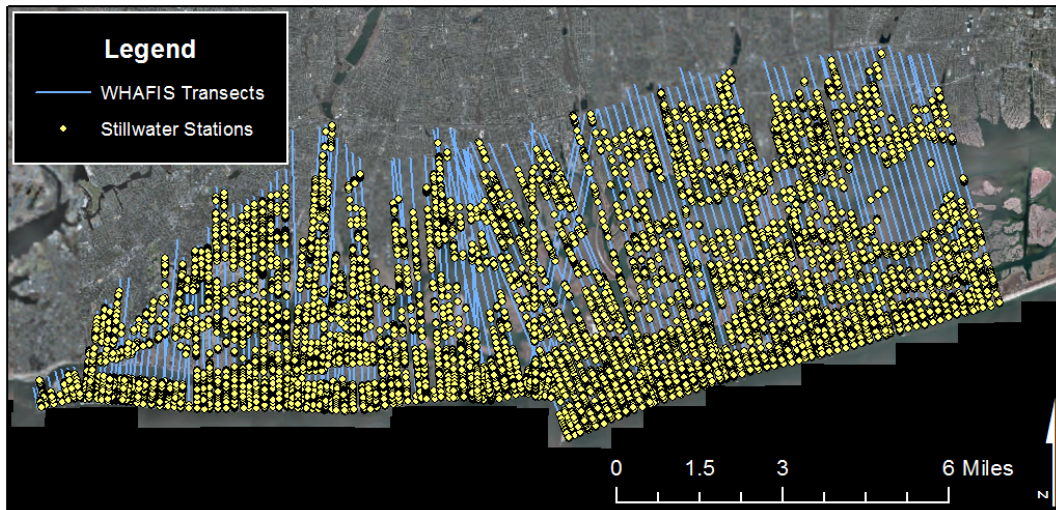 Legend
WHAFIS Transects
Stillwater Stations
0 1.5 3 6 Miles
N